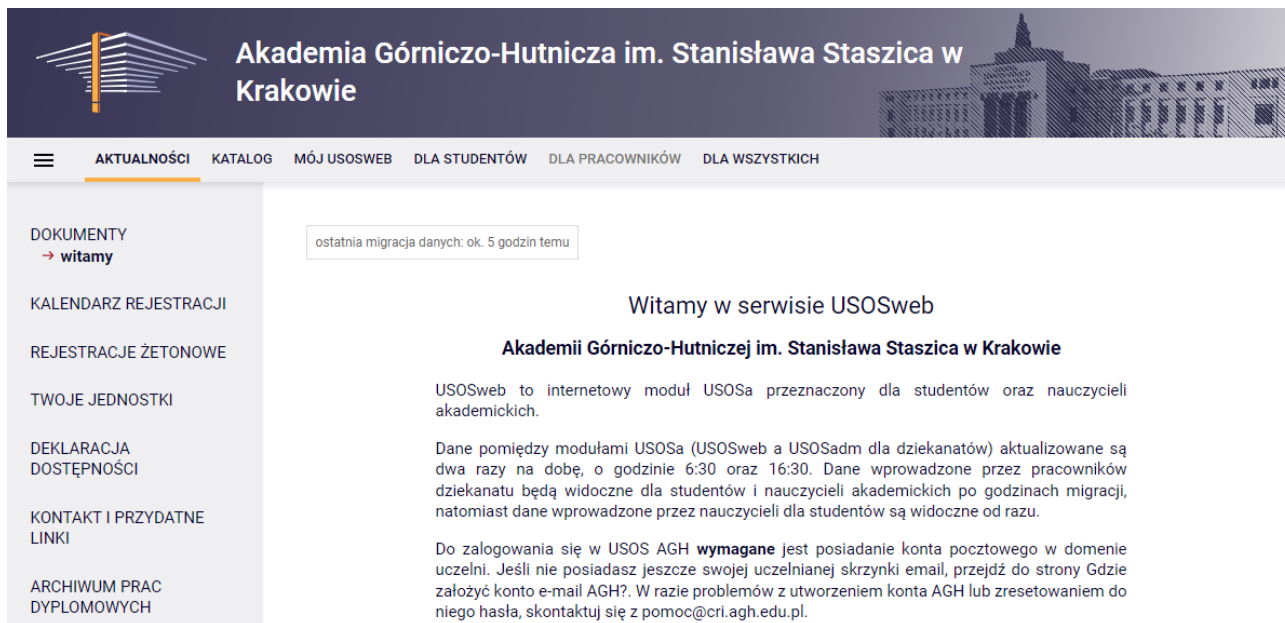 Akademia Górniczo-Hutnicza im. Stanisława Staszica w
Krakowie
AKTUALNOŚCI KATALOG MÓJ USOSWEB DLA STUDENTÓW DLA PRACOWNIKÓW DLA WSZYSTKICH
DOKUMENTY
→ witamy
KALENDARZ REJESTRACJI
REJESTRACJE ŻETONOWE
TWOJE JEDNOSTKI
DEKLARACJA
DOSTĘPNOŚCI
KONTAKT I PRZYDATNE
LINKI
ARCHIWUM PRAC
DYPLOMOWYCH
ostatnia migracja danych: ok. 5 godzin temu
Witamy w serwisie USOSweb
Akademii Górniczo-Hutniczej im. Stanisława Staszica w Krakowie
USOSweb to internetowy moduł USOSa przeznaczony dla studentów oraz nauczycieli
akademickich.
Dane pomiędzy modułami USOSa (USOSweb a USOSadm dla dziekanatów) aktualizowane są
dwa razy na dobę, o godzinie 6:30 oraz 16:30. Dane wprowadzone przez pracowników
dziekanatu będą widoczne dla studentów i nauczycieli akademickich po godzinach migracji,
natomiast dane wprowadzone przez nauczycieli dla studentów są widoczne od razu.
Do zalogowania się w USOS AGH wymagane jest posiadanie konta pocztowego w domenie
uczelni. Jeśli nie posiadasz jeszcze swojej uczelnianej skrzynki email, przejdź do strony Gdzie
założyć konto e-mail AGH?. W razie problemów z utworzeniem konta AGH lub zresetowaniem do
niego hasła, skontaktuj się z pomoc@cri.agh.edu.pl.